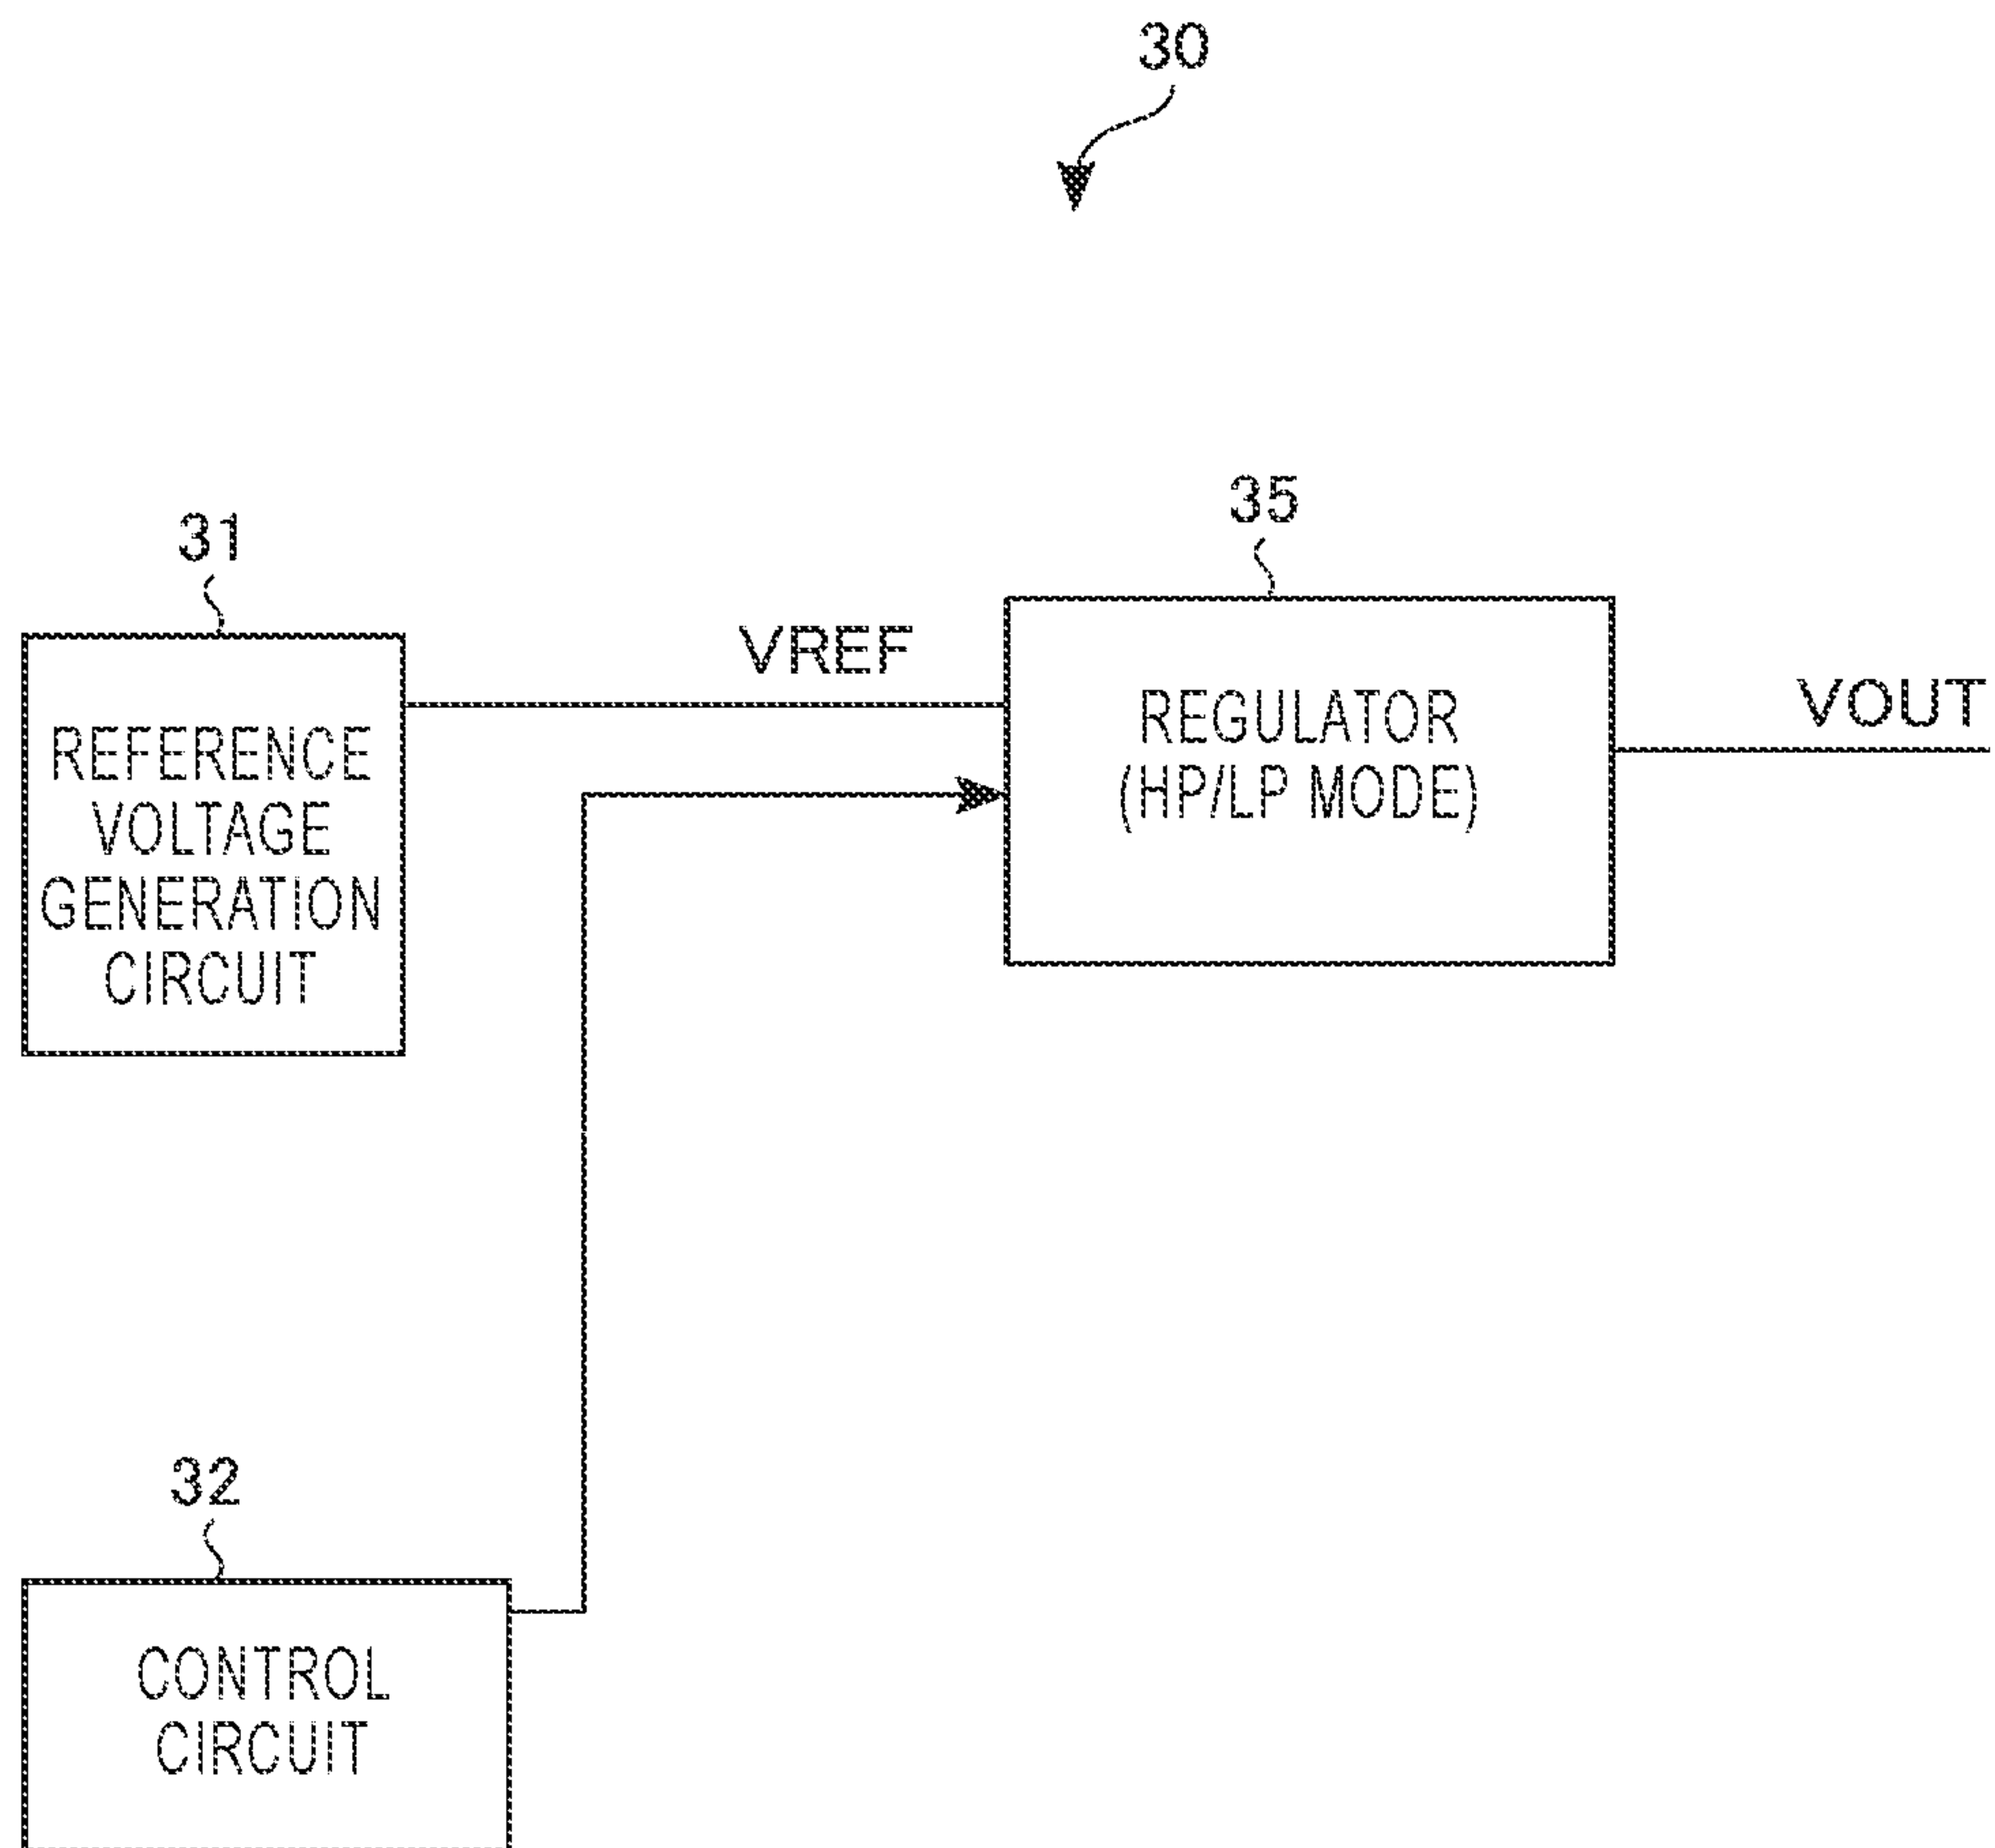 30
31
35
VREF
REFERENCE
VOLTAGE
GENERATION
CIRCUIT
REGULATOR
(HP/LP MODE)
VOUT
32
CONTROL
CIRCUIT